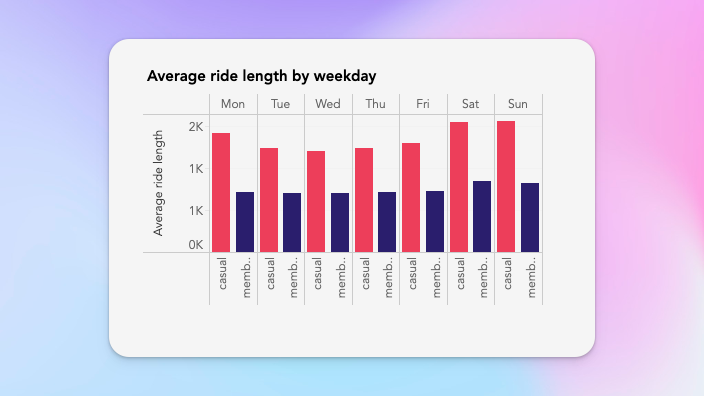 Average ride length by weekday
Mon Tue Wed Thu Fri Sat Sun
Average ride length
2K
1K
1K
0K
casual memb.. casual memb.. casual memb.. casual memb.. casual memb.. casual memb.. casual memb..